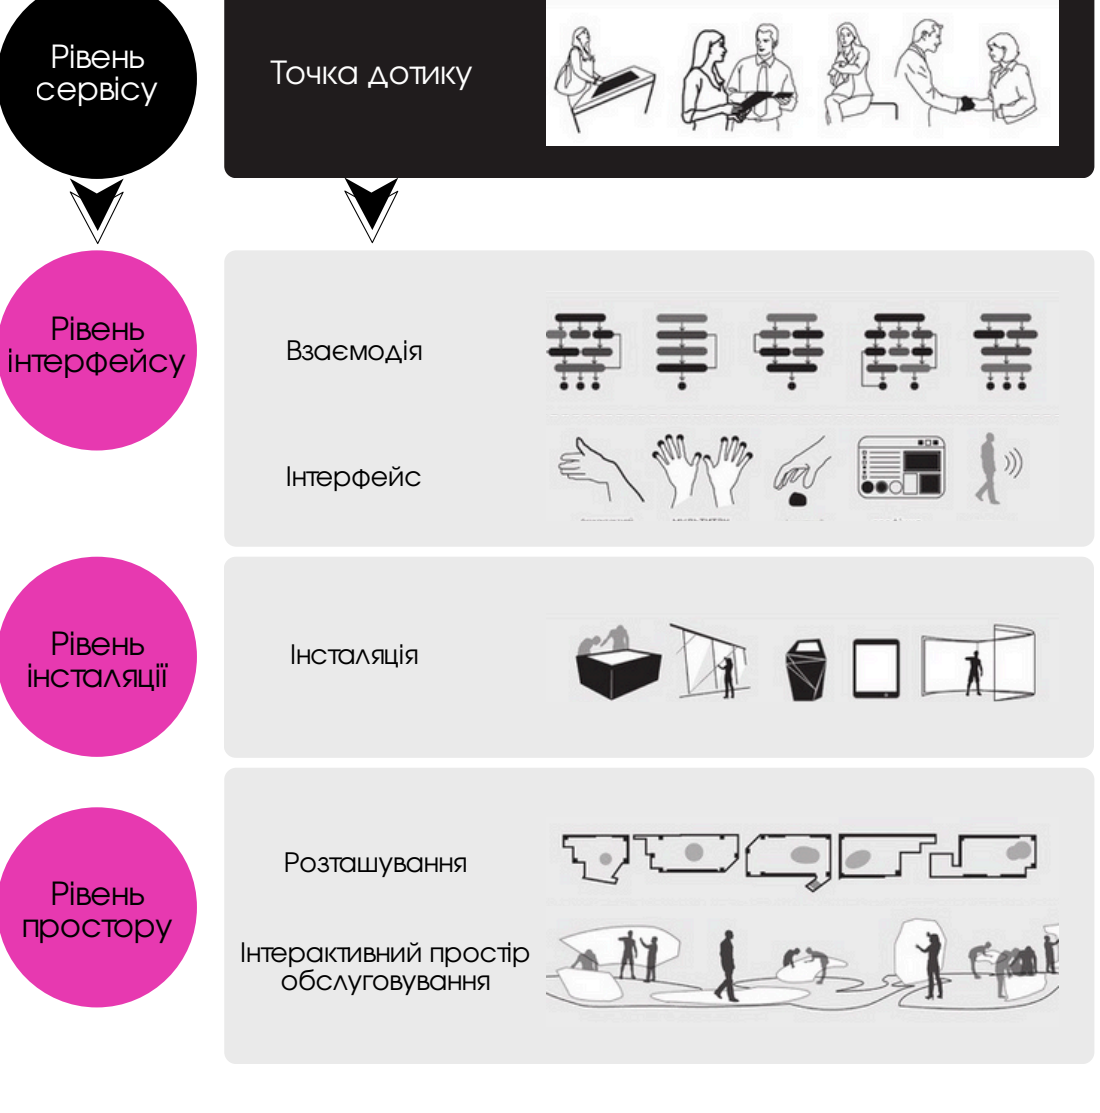 Рівень
сервісу
Точка дотику
Рівень
інтерфейсу
Взаємодія
Інтерфейс
Рівень
інсталяції
Інсталяція
Рівень
простору
Розташування
Інтерактивний простір
обслуговування